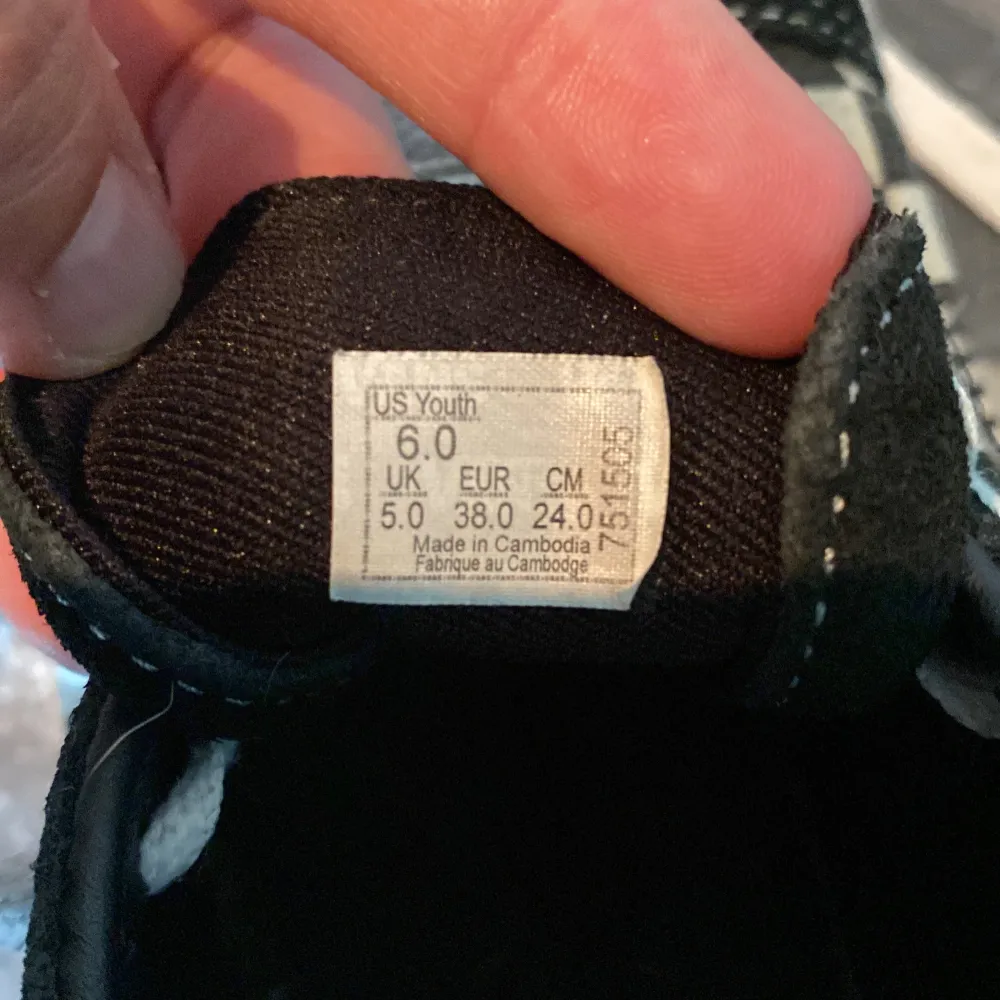 US Youth
6.0
UK EUR CM
5.0 38.0 24.0
Made in Cambodia
Fabrique au Cambodge
751505